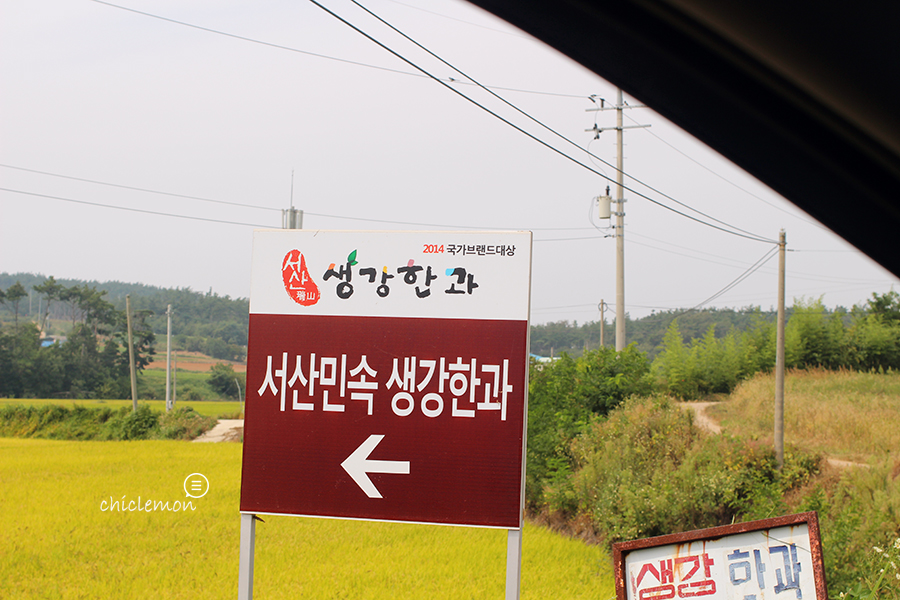 2014 국가브랜드대상
서산
瑞山
생강한과
서산민속 생강한과
chiclemon
생강 한과